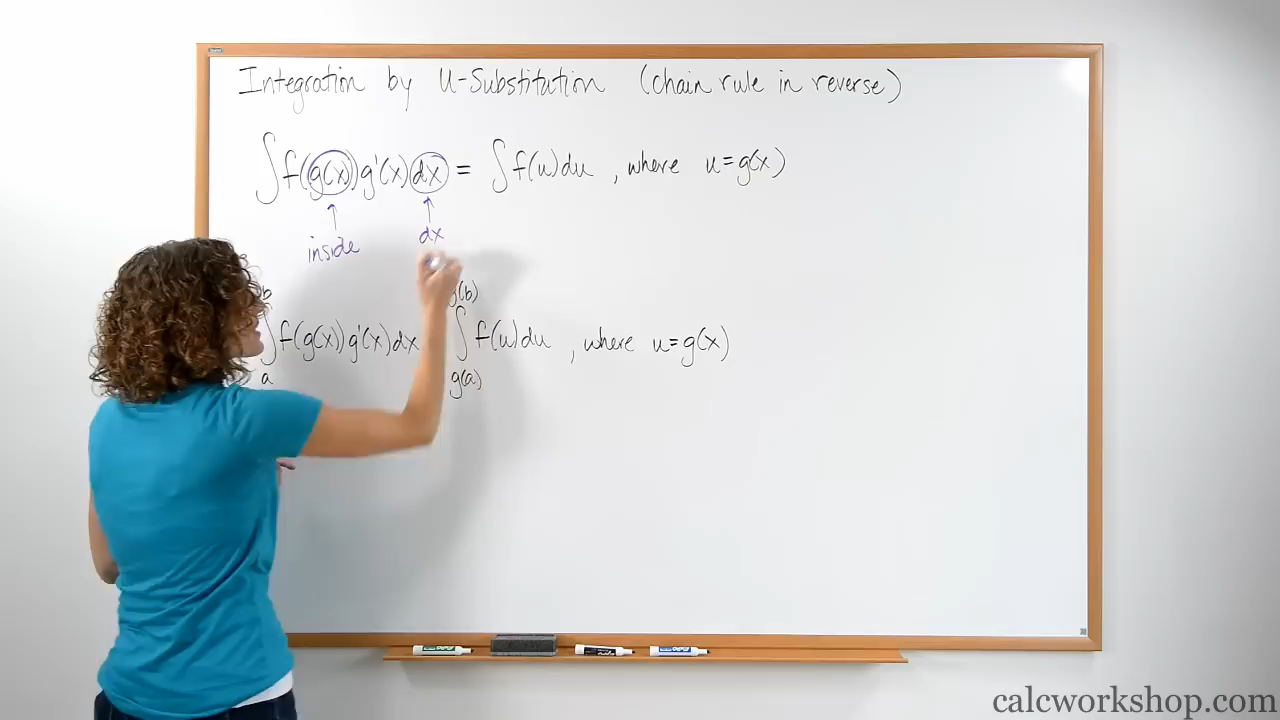 Integration by U-Substitution (chain rule in reverse)
∫ f(g(x)) g'(x) dx = ∫ f(u) du , where u = g(x)
↑ ↑
inside dx
b g(b)
∫ f(g(x)) g'(x) dx ∫ f(u) du , where u = g(x)
a g(a)
calcworkshop.com